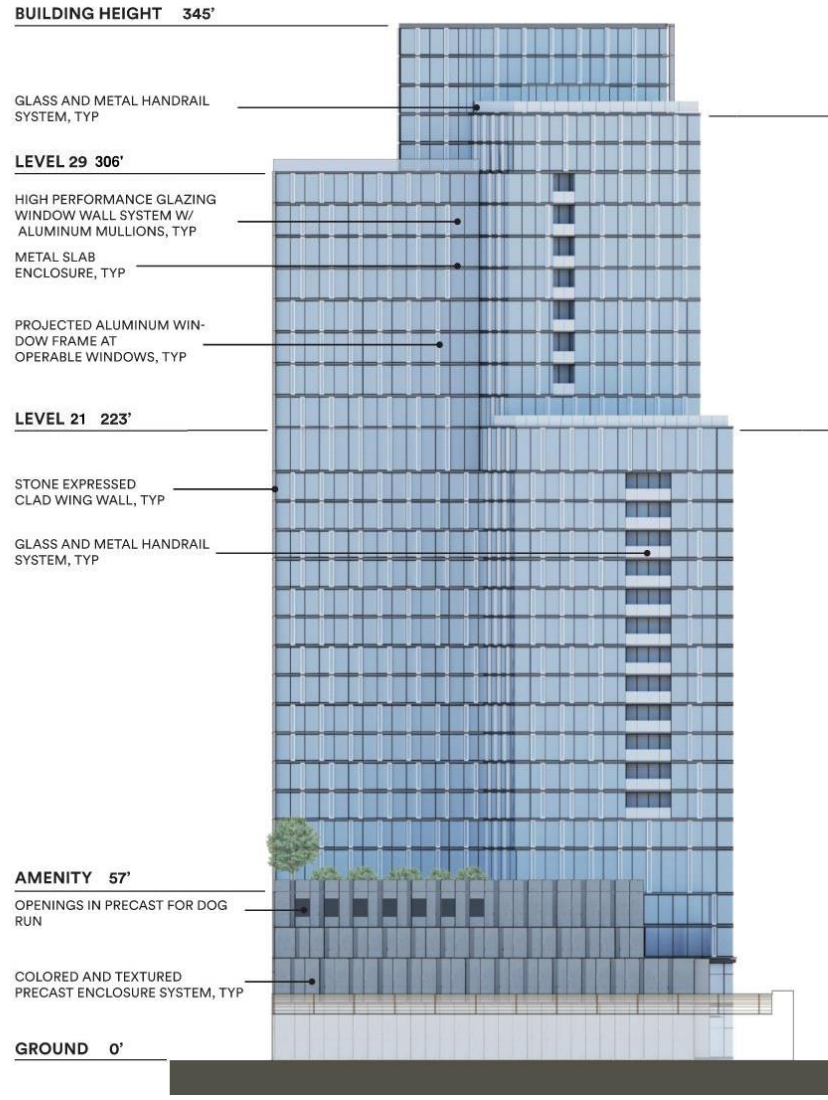 BUILDING HEIGHT 345’
GLASS AND METAL HANDRAIL
SYSTEM, TYP
LEVEL 29 306’
HIGH PERFORMANCE GLAZING
WINDOW WALL SYSTEM W/
ALUMINUM MULLIONS, TYP
METAL SLAB
ENCLOSURE, TYP
PROJECTED ALUMINUM WIN-
DOW FRAME AT
OPERABLE WINDOWS, TYP
LEVEL 21 223’
STONE EXPRESSED
CLAD WING WALL, TYP
GLASS AND METAL HANDRAIL
SYSTEM, TYP
AMENITY 57’
OPENINGS IN PRECAST FOR DOG
RUN
COLORED AND TEXTURED
PRECAST ENCLOSURE SYSTEM, TYP
GROUND 0’